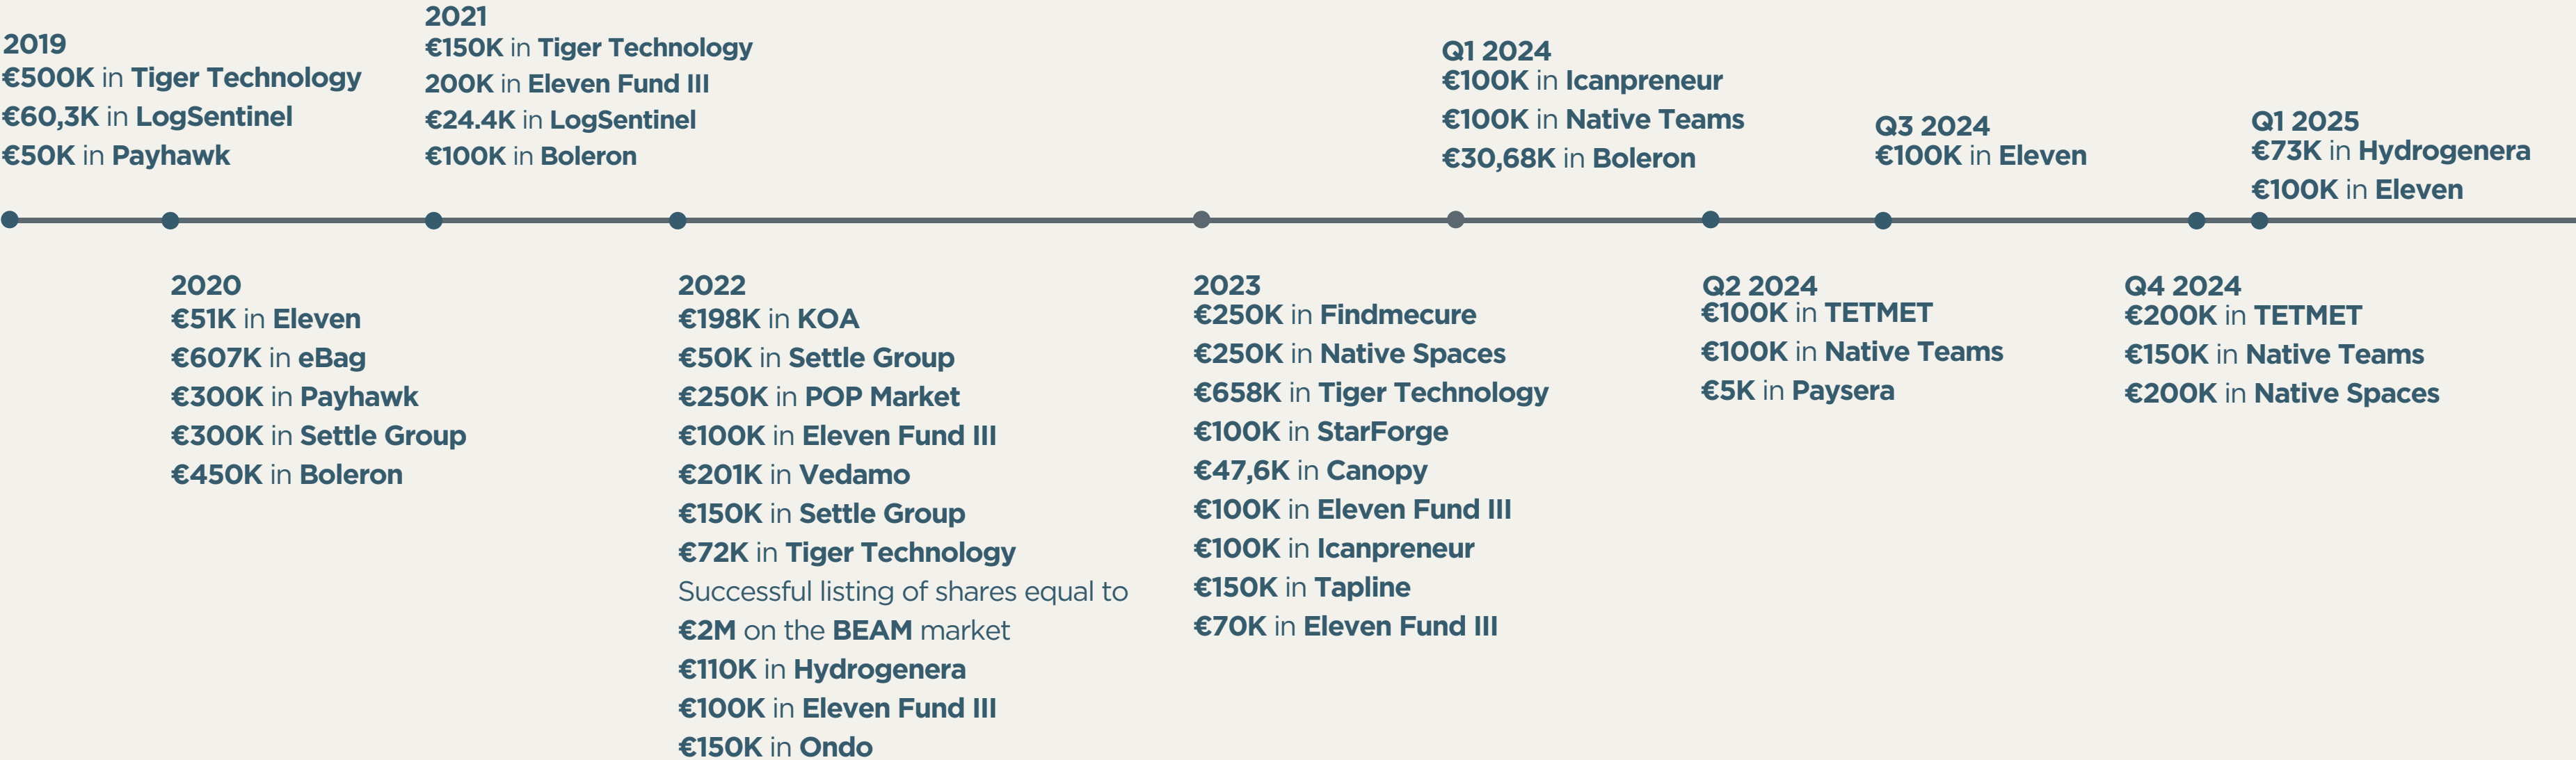 2019
€500K in Tiger Technology
€60,3K in LogSentinel
€50K in Payhawk
2020
€51K in Eleven
€607K in eBag
€300K in Payhawk
€300K in Settle Group
€450K in Boleron
2021
€150K in Tiger Technology
200K in Eleven Fund III
€24.4K in LogSentinel
€100K in Boleron
2022
€198K in KOA
€50K in Settle Group
€250K in POP Market
€100K in Eleven Fund III
€201K in Vedamo
€150K in Settle Group
€72K in Tiger Technology
Successful listing of shares equal to
€2M on the BEAM market
€110K in Hydrogenera
€100K in Eleven Fund III
€150K in Ondo
2023
€250K in Findmecure
€250K in Native Spaces
€658K in Tiger Technology
€100K in StarForge
€47,6K in Canopy
€100K in Eleven Fund III
€100K in Icanpreneur
€150K in Tapline
€70K in Eleven Fund III
Q1 2024
€100K in Icanpreneur
€100K in Native Teams
€30,68K in Boleron
Q2 2024
€100K in TETMET
€100K in Native Teams
€5K in Paysera
Q3 2024
€100K in Eleven
Q4 2024
€200K in TETMET
€150K in Native Teams
€200K in Native Spaces
Q1 2025
€73K in Hydrogenera
€100K in Eleven